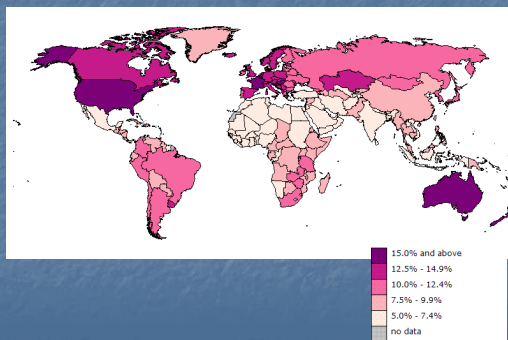 15.0% and above
12.5% - 14.9%
10.0% - 12.4%
7.5% - 9.9%
5.0% - 7.4%
no data